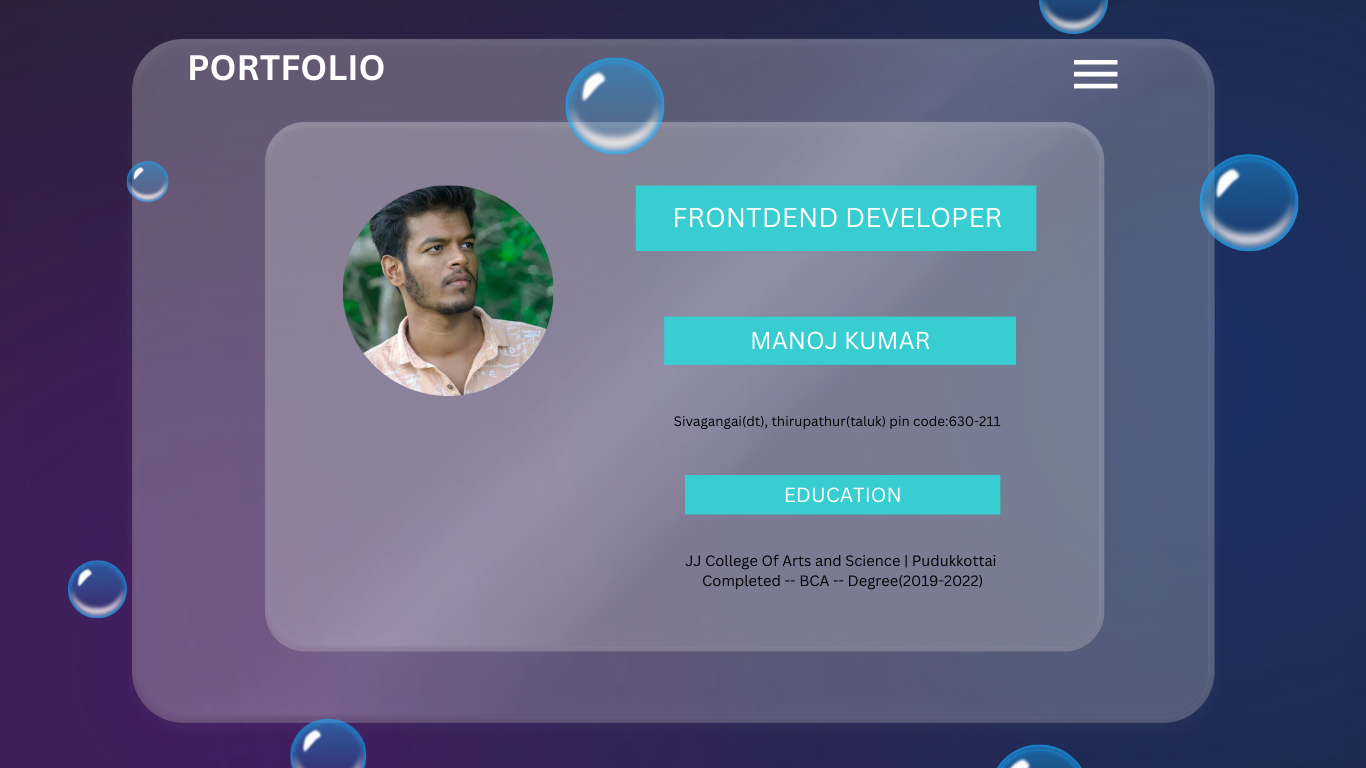 PORTFOLIO
FRONTDEND DEVELOPER
MANOJ KUMAR
Sivagangai(dt), thirupathur(taluk) pin code:630-211
EDUCATION
JJ College Of Arts and Science | Pudukkottai
Completed -- BCA -- Degree(2019-2022)